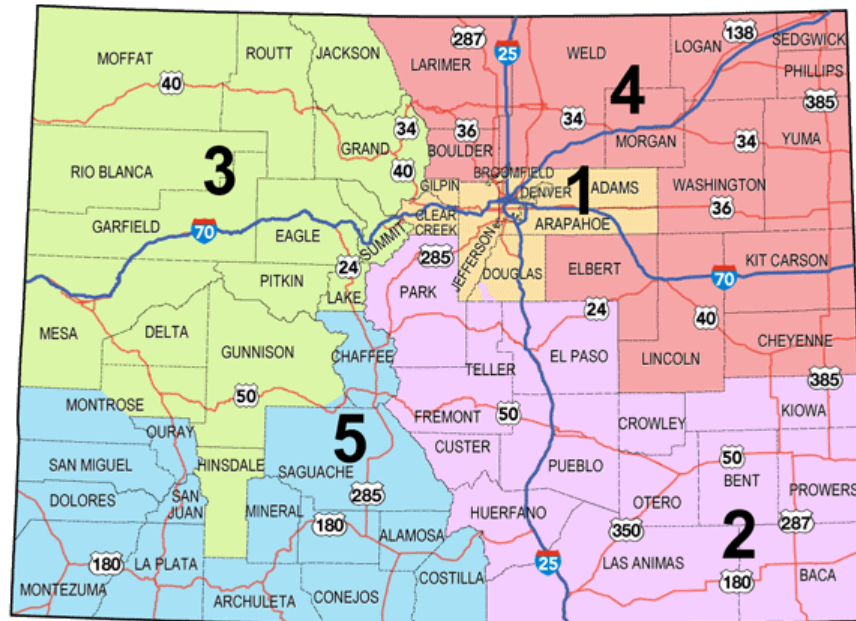 MOFFAT
ROUTT
JACKSON
LARIMER
287
25
WELD
LOGAN
138
SEDGWICK
PHILLIPS
40
4
385
34
36
34
GRAND
BOULDER
MORGAN
34
YUMA
RIO BLANCA
3
40
GILPIN
BROOMFIELD
DENVER
1
ADAMS
WASHINGTON
36
GARFIELD
70
EAGLE
SUMMIT
CLEAR
CREEK
JEFFERSON
ARAPAHOE
285
DOUGLAS
ELBERT
KIT CARSON
70
24
PITKIN
LAKE
PARK
24
40
MESA
DELTA
GUNNISON
CHAFFEE
TELLER
EL PASO
LINCOLN
CHEYENNE
385
MONTROSE
50
FREMONT
50
CROWLEY
KIOWA
OURAY
5
CUSTER
PUEBLO
50
BENT
SAN MIGUEL
HINSDALE
SAGUACHE
OTERO
PROWERS
DOLORES
SAN
JUAN
MINERAL
285
HUERFANO
350
2
287
180
ALAMOSA
180
LA PLATA
25
LAS ANIMAS
180
BACA
MONTEZUMA
ARCHULETA
CONEJOS
COSTILLA